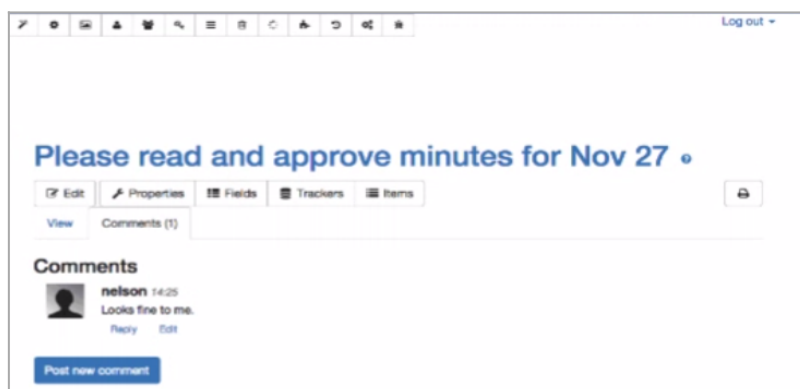 Log out
Please read and approve minutes for Nov 27
Edit Properties Fields Trackers Items
View Comments (1)
Comments
nelson 14:25
Looks fine to me.
Reply Edit
Post new comment